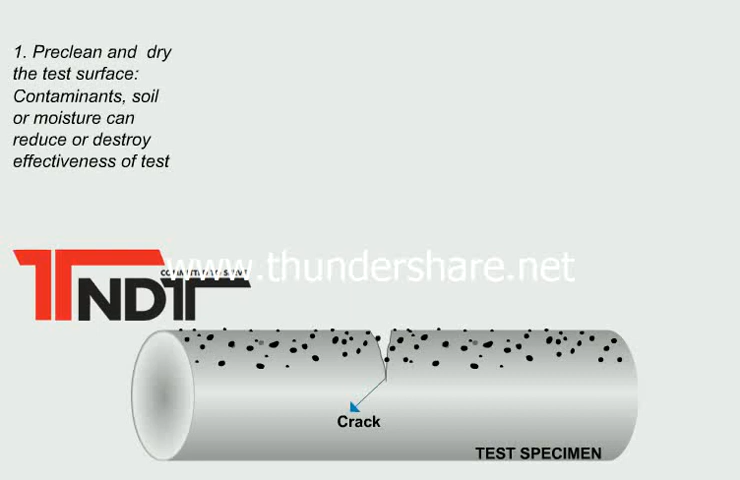 1. Preclean and dry
the test surface:
Contaminants, soil
or moisture can
reduce or destroy
effectiveness of test
www.thundershare.net
TNDT
Crack
TEST SPECIMEN